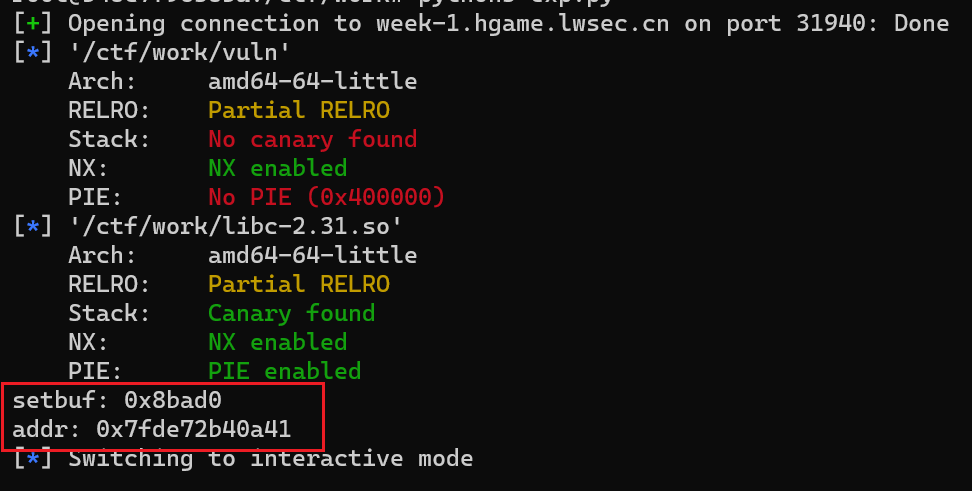 [+] Opening connection to week-1.hgame.lwsec.cn on port 31940: Done
[*] '/ctf/work/vuln'
Arch: amd64-64-little
RELRO: Partial RELRO
Stack: No canary found
NX: NX enabled
PIE: No PIE (0x400000)
[*] '/ctf/work/libc-2.31.so'
Arch: amd64-64-little
RELRO: Partial RELRO
Stack: Canary found
NX: NX enabled
PIE: PIE enabled
setbuf: 0x8bad0
addr: 0x7fde72b40a41
[*] Switching to interactive mode